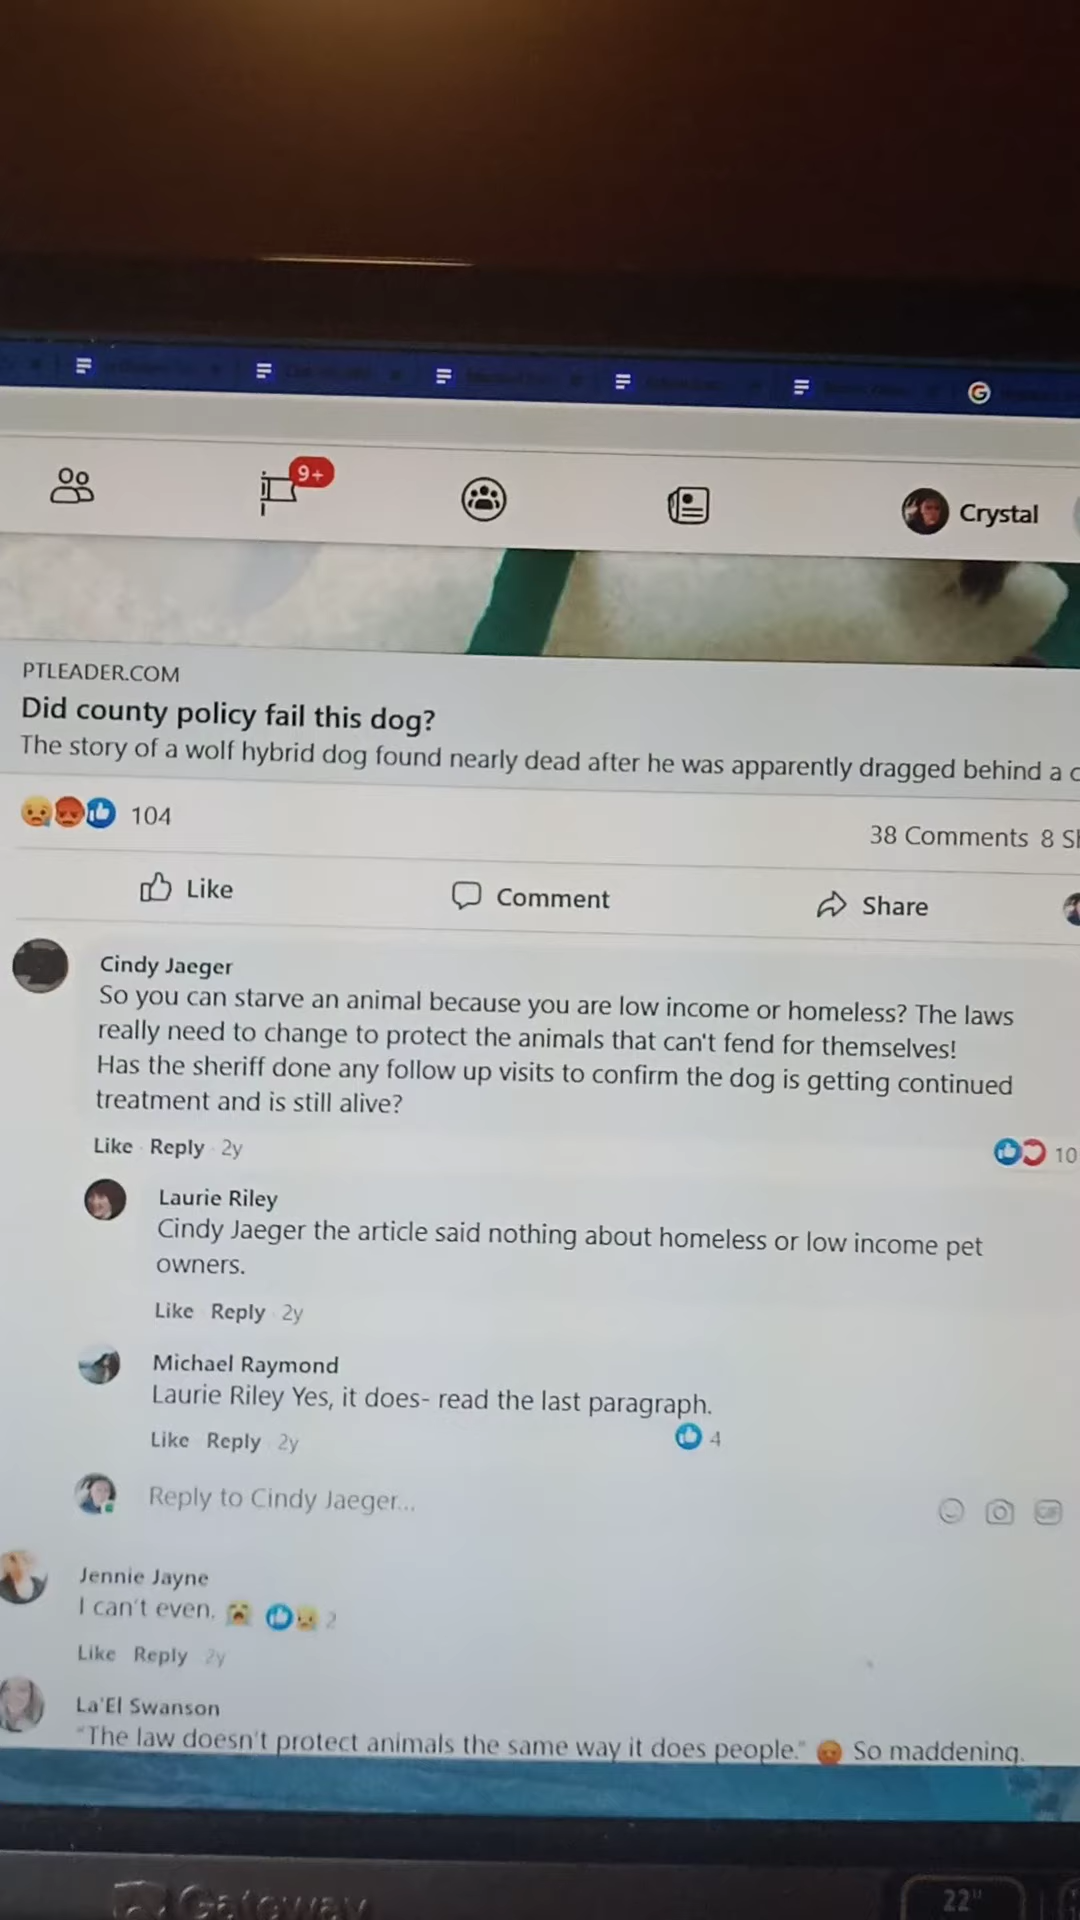 9+
Crystal
PTLEADER.COM
Did county policy fail this dog?
The story of a wolf hybrid dog found nearly dead after he was apparently dragged behind a
104
38 Comments 8
Like
Comment
Share
Cindy Jaeger
So you can starve an animal because you are low income or homeless? The laws
really need to change to protect the animals that can't fend for themselves!
Has the sheriff done any follow up visits to confirm the dog is getting continued
treatment and is still alive?
Like · Reply · 2y
10
Laurie Riley
Cindy Jaeger the article said nothing about homeless or low income pet
owners.
Like Reply · 2y
Michael Raymond
Laurie Riley Yes, it does- read the last paragraph.
4
Like Reply 2y
Reply to Cindy Jaeger...
GIF
Jennie Jayne
I can't even. 😭
2
Like Reply 2y
La'El Swanson
"The law doesn't protect animals the same way it does people." 😡 So maddening.
Gateway
22"